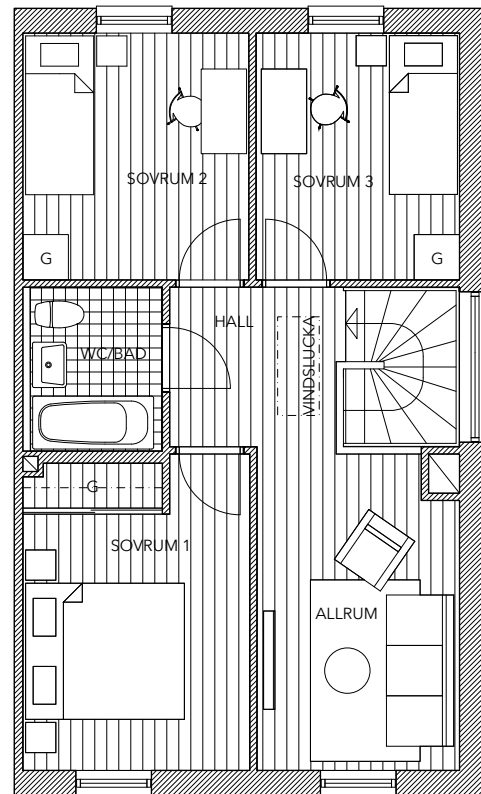 SOVRUM 2
SOVRUM 3
G
G
HALL
VINDSLUCKA
WC/BAD
G
SOVRUM 1
ALLRUM